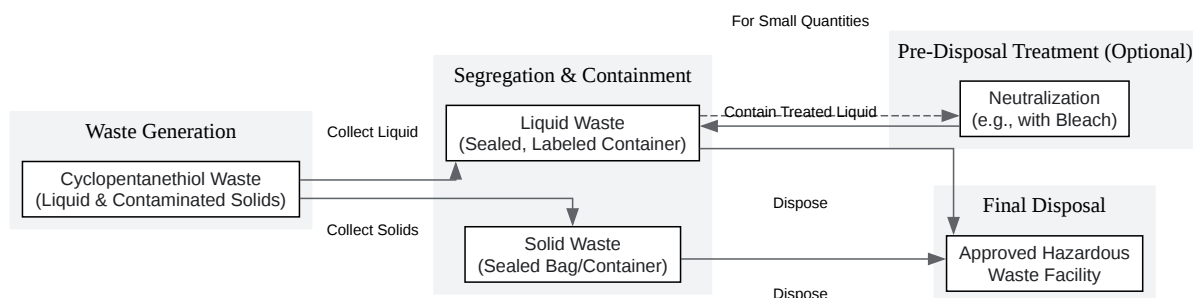 For Small Quantities
Pre-Disposal Treatment (Optional)
Segregation & Containment
Neutralization
(e.g., with Bleach)
Contain Treated Liquid
Waste Generation
Collect Liquid
Liquid Waste
(Sealed, Labeled Container)
Cyclopentanethiol Waste
(Liquid & Contaminated Solids)
Collect Solids
Dispose
Final Disposal
Solid Waste
(Sealed Bag/Container)
Approved Hazardous
Waste Facility
Dispose